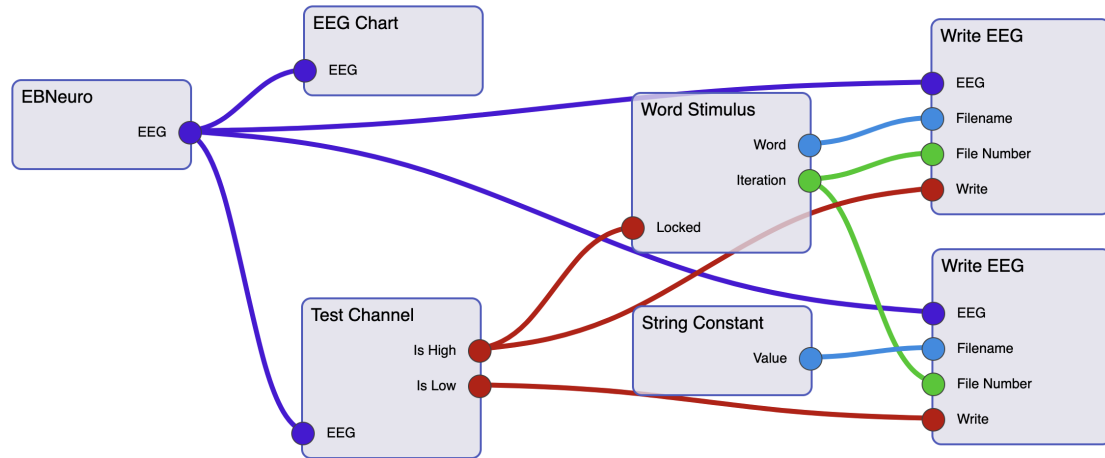 EBNeuro
EEG
EEG Chart
EEG
Test Channel
Is High
Is Low
EEG
Word Stimulus
Word
Iteration
Locked
String Constant
Value
Write EEG
EEG
Filename
File Number
Write
Write EEG
EEG
Filename
File Number
Write